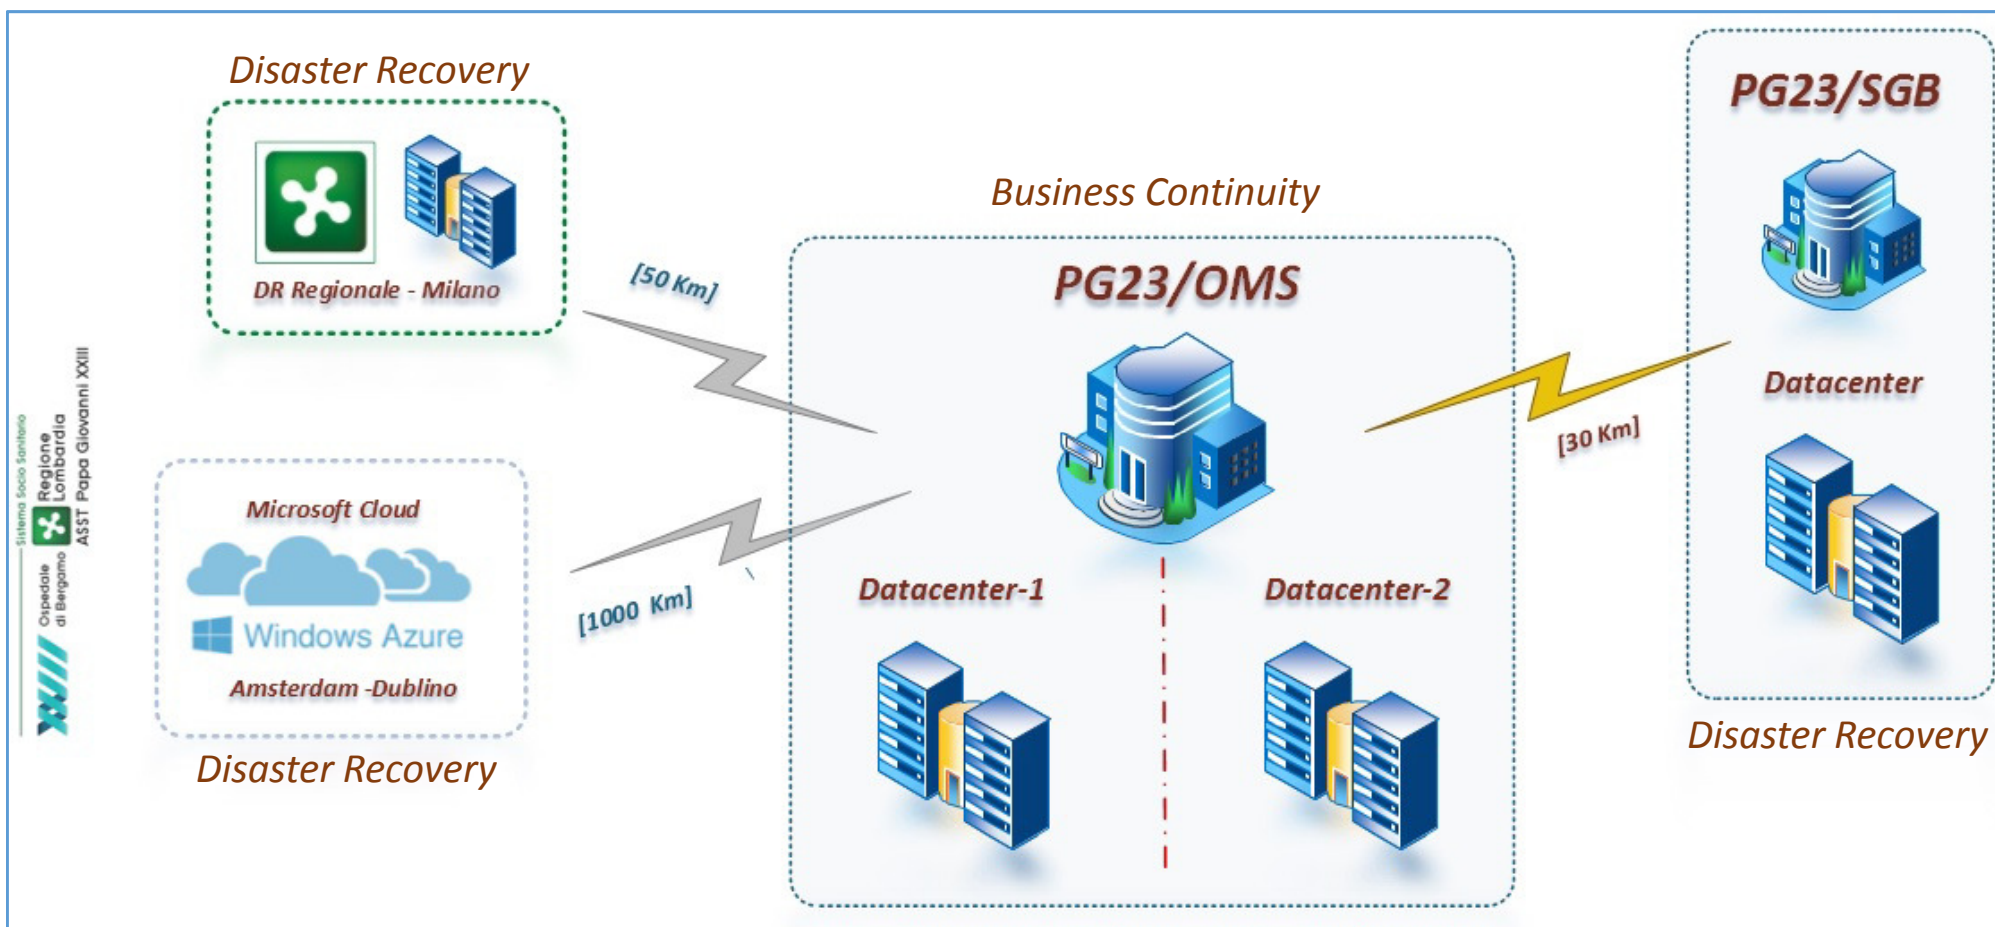 Disaster Recovery
DR Regionale - Milano
[50 Km]
Microsoft Cloud
Windows Azure
Amsterdam -Dublino
Disaster Recovery
[1000 Km]
Business Continuity
PG23/OMS
Datacenter-1
Datacenter-2
[30 Km]
PG23/SGB
Datacenter
Disaster Recovery
Sistema Socio Sanitario
Ospedale
di Bergamo
Regione
Lombardia
ASST Papa Giovanni XXIII